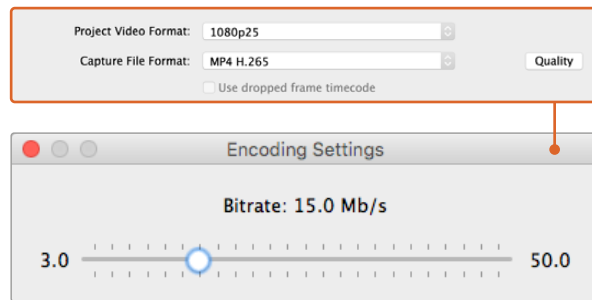 Project Video Format: 1080p25
Capture File Format: MP4 H.265 Quality
Use dropped frame timecode
Encoding Settings
Bitrate: 15.0 Mb/s
3.0 50.0